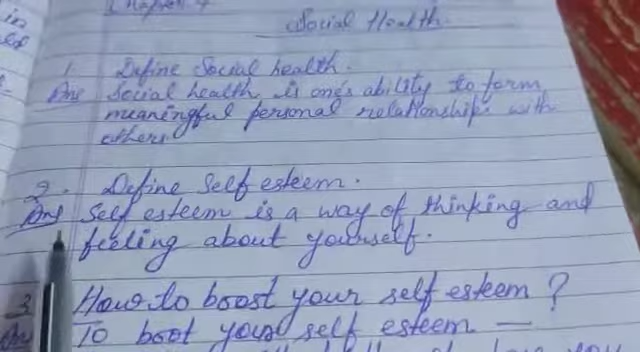 Social Health.
1. Define Social health.
Ans Social health is one's ability to form
meaningful personal relationships with
others
2. Define Self esteem.
Ans Self esteem is a way of thinking and
feeling about yourself.
3 How to boost your self esteem?
Ans To boot your self esteem —